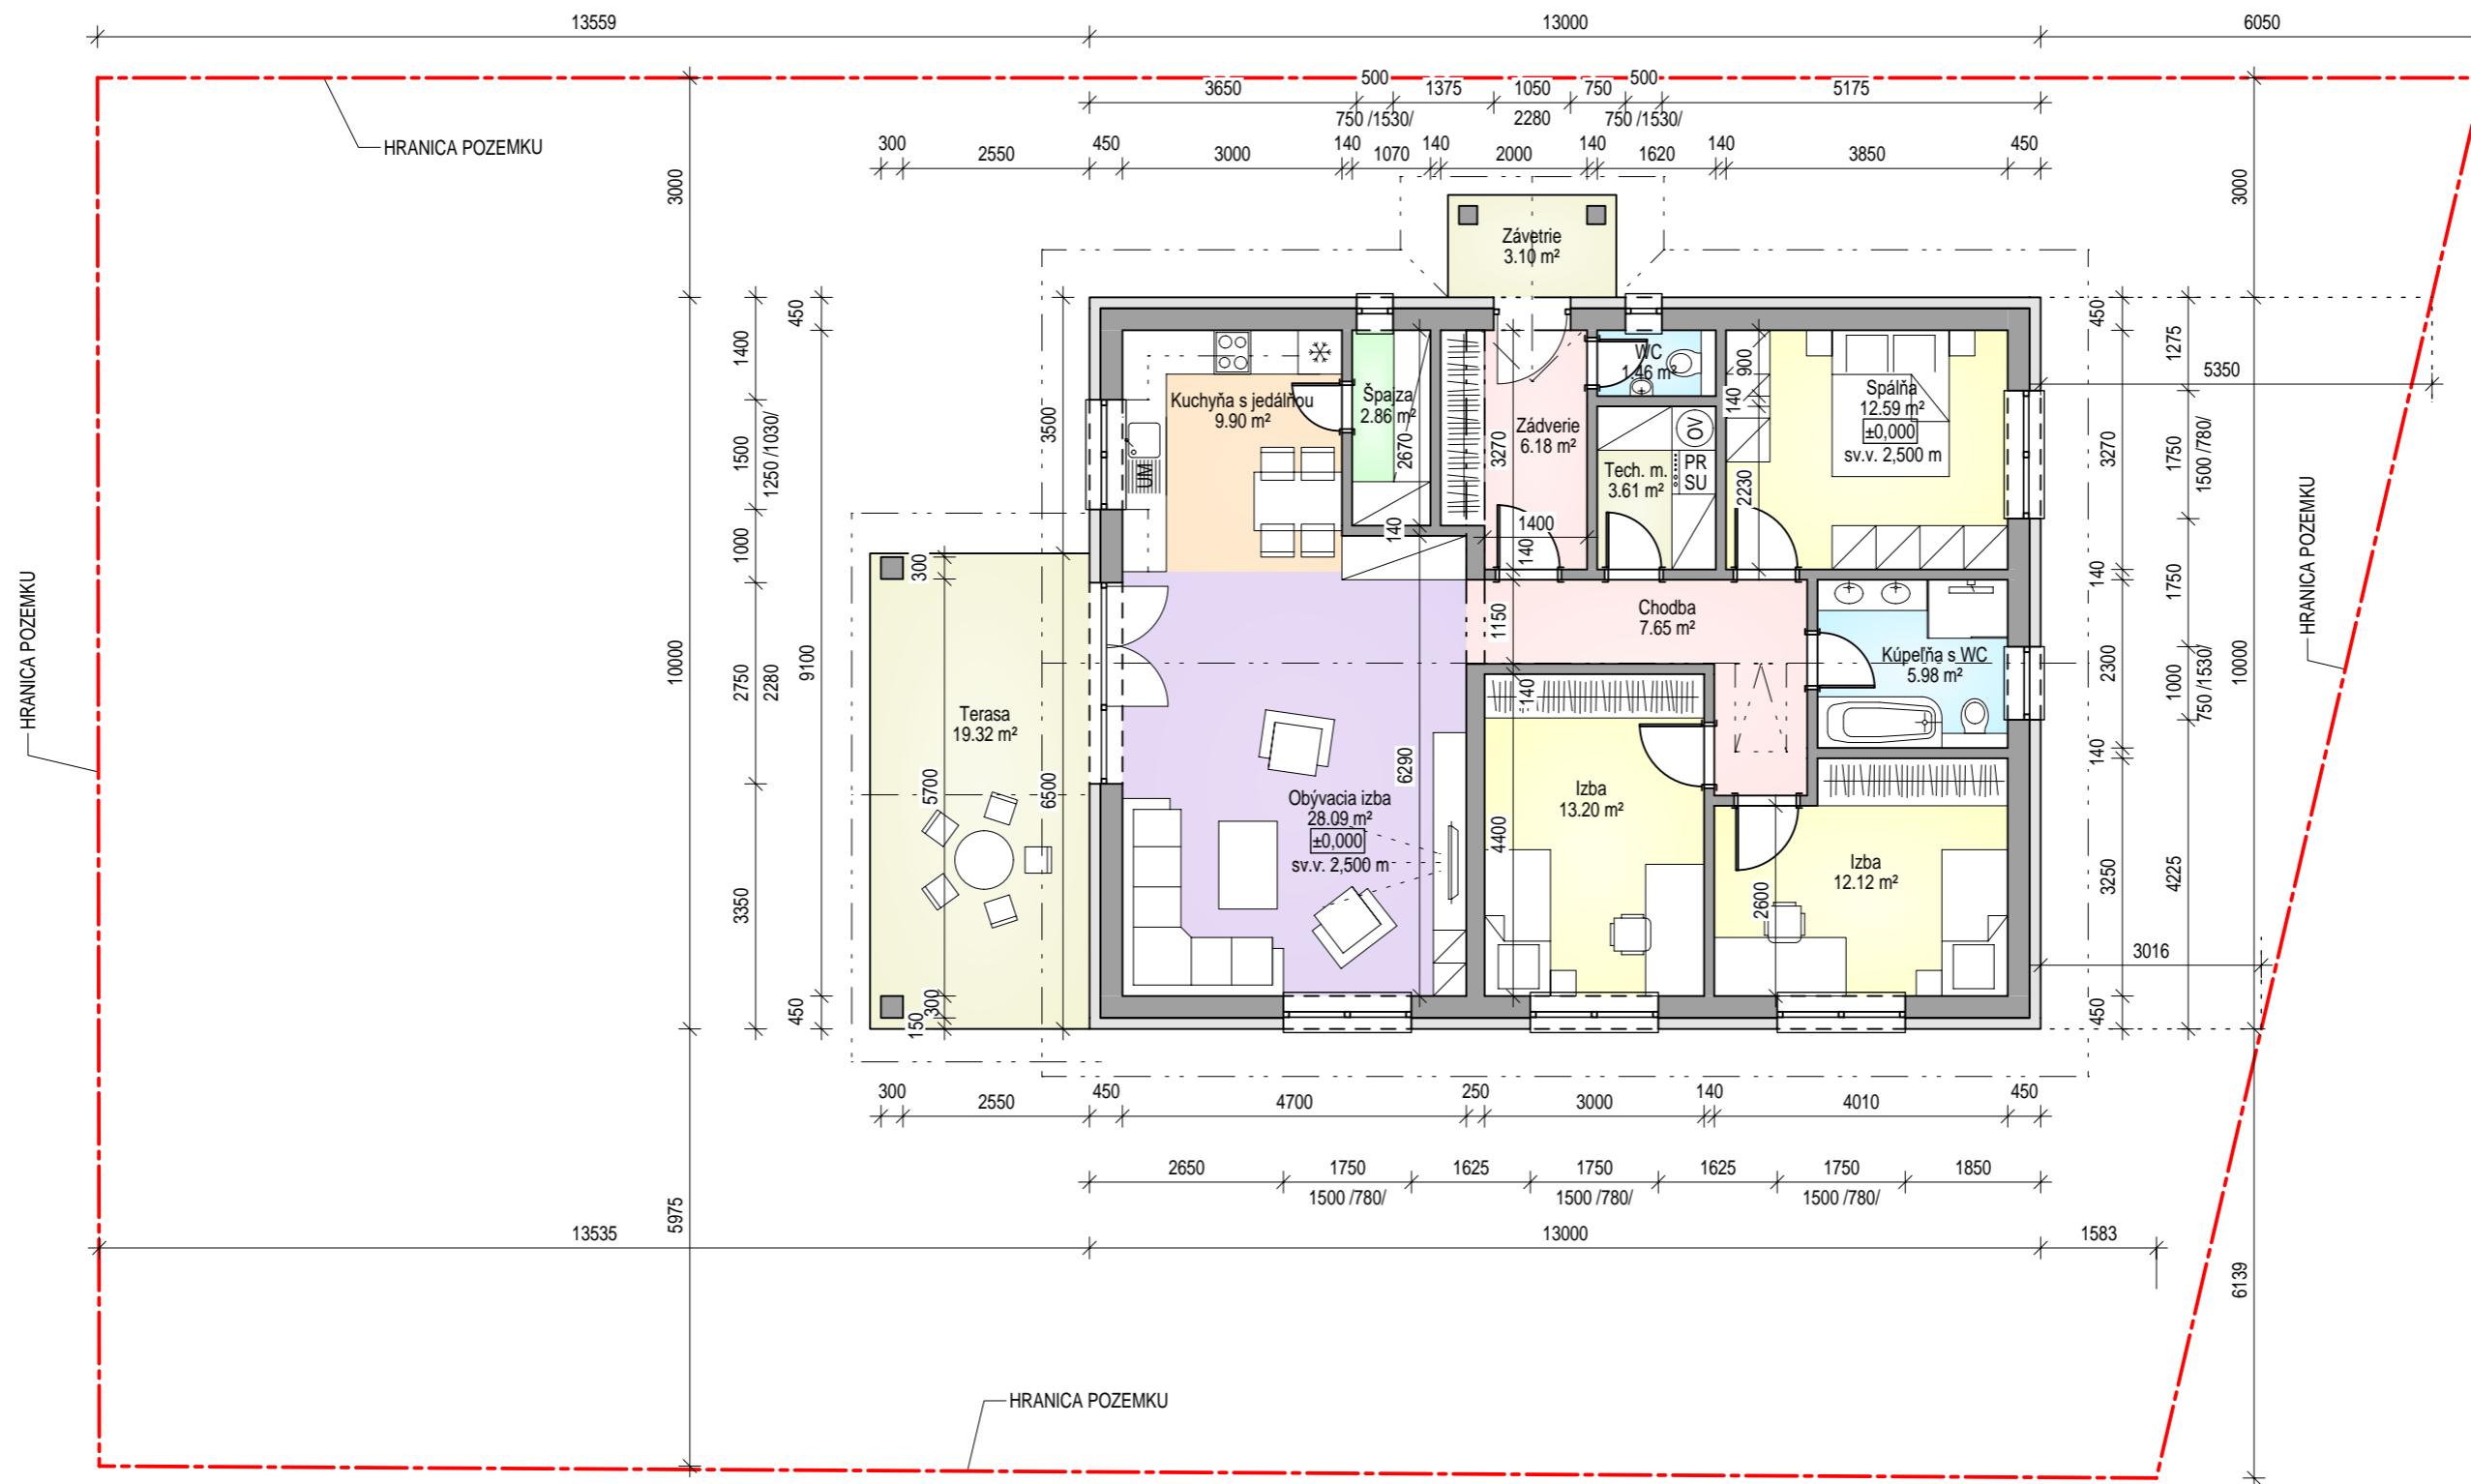 13559
13000
6050
3650
500
1375
1050
750
500
5175
750 /1530/
2280
750 /1530/
HRANICA POZEMKU
300
2550
450
3000
140
1070
140
2000
140
1620
140
3850
450
3000
3000
Závetrie
3.10 m²
450
1400
3500
1500
1250 /1030/
1000
Kuchyňa s jedálňou
9.90 m²
UM
Špajza
2.86 m²
2670
140
Zádverie
6.18 m²
3270
1400
140
WC
1.46 m²
OV
PR
SU
Tech. m.
3.61 m²
900
140
2230
Spálňa
12.59 m²
±0,000
sv.v. 2,500 m
450
1275
5350
3270
1750
1500 /780/
140
1750
HRANICA POZEMKU
HRANICA POZEMKU
10000
9100
2750
2280
300
Terasa
19.32 m²
5700
6500
300
150
3350
450
1150
Chodba
7.65 m²
140
Kúpeľňa s WC
5.98 m²
2300
1000
750 /1530/
10000
140
6290
Obývacia izba
28.09 m²
±0,000
sv.v. 2,500 m
Izba
13.20 m²
4400
Izba
12.12 m²
2600
3250
4225
3016
450
300
2550
450
4700
250
3000
140
4010
450
2650
1750
1625
1750
1625
1750
1850
1500 /780/
1500 /780/
1500 /780/
5975
13535
13000
1583
6139
HRANICA POZEMKU